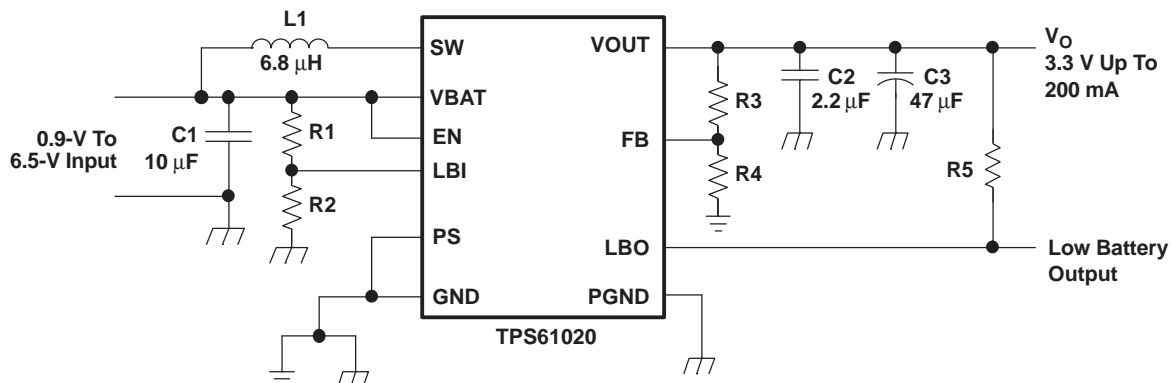 L1
6.8 μH
SW
VBAT
EN
LBI
PS
GND
VOUT
FB
LBO
PGND
TPS61020
0.9-V To
6.5-V Input
C1
10 μF
R1
R2
R3
R4
C2
2.2 μF
C3
47 μF
R5
VO
3.3 V Up To
200 mA
Low Battery
Output